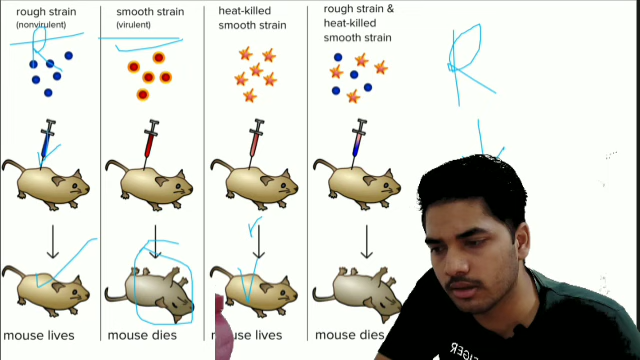 rough strain
(nonvirulent)
smooth strain
(virulent)
heat-killed
smooth strain
rough strain &
heat-killed
smooth strain
R
R
r
mouse lives
mouse dies
lives
mouse dies